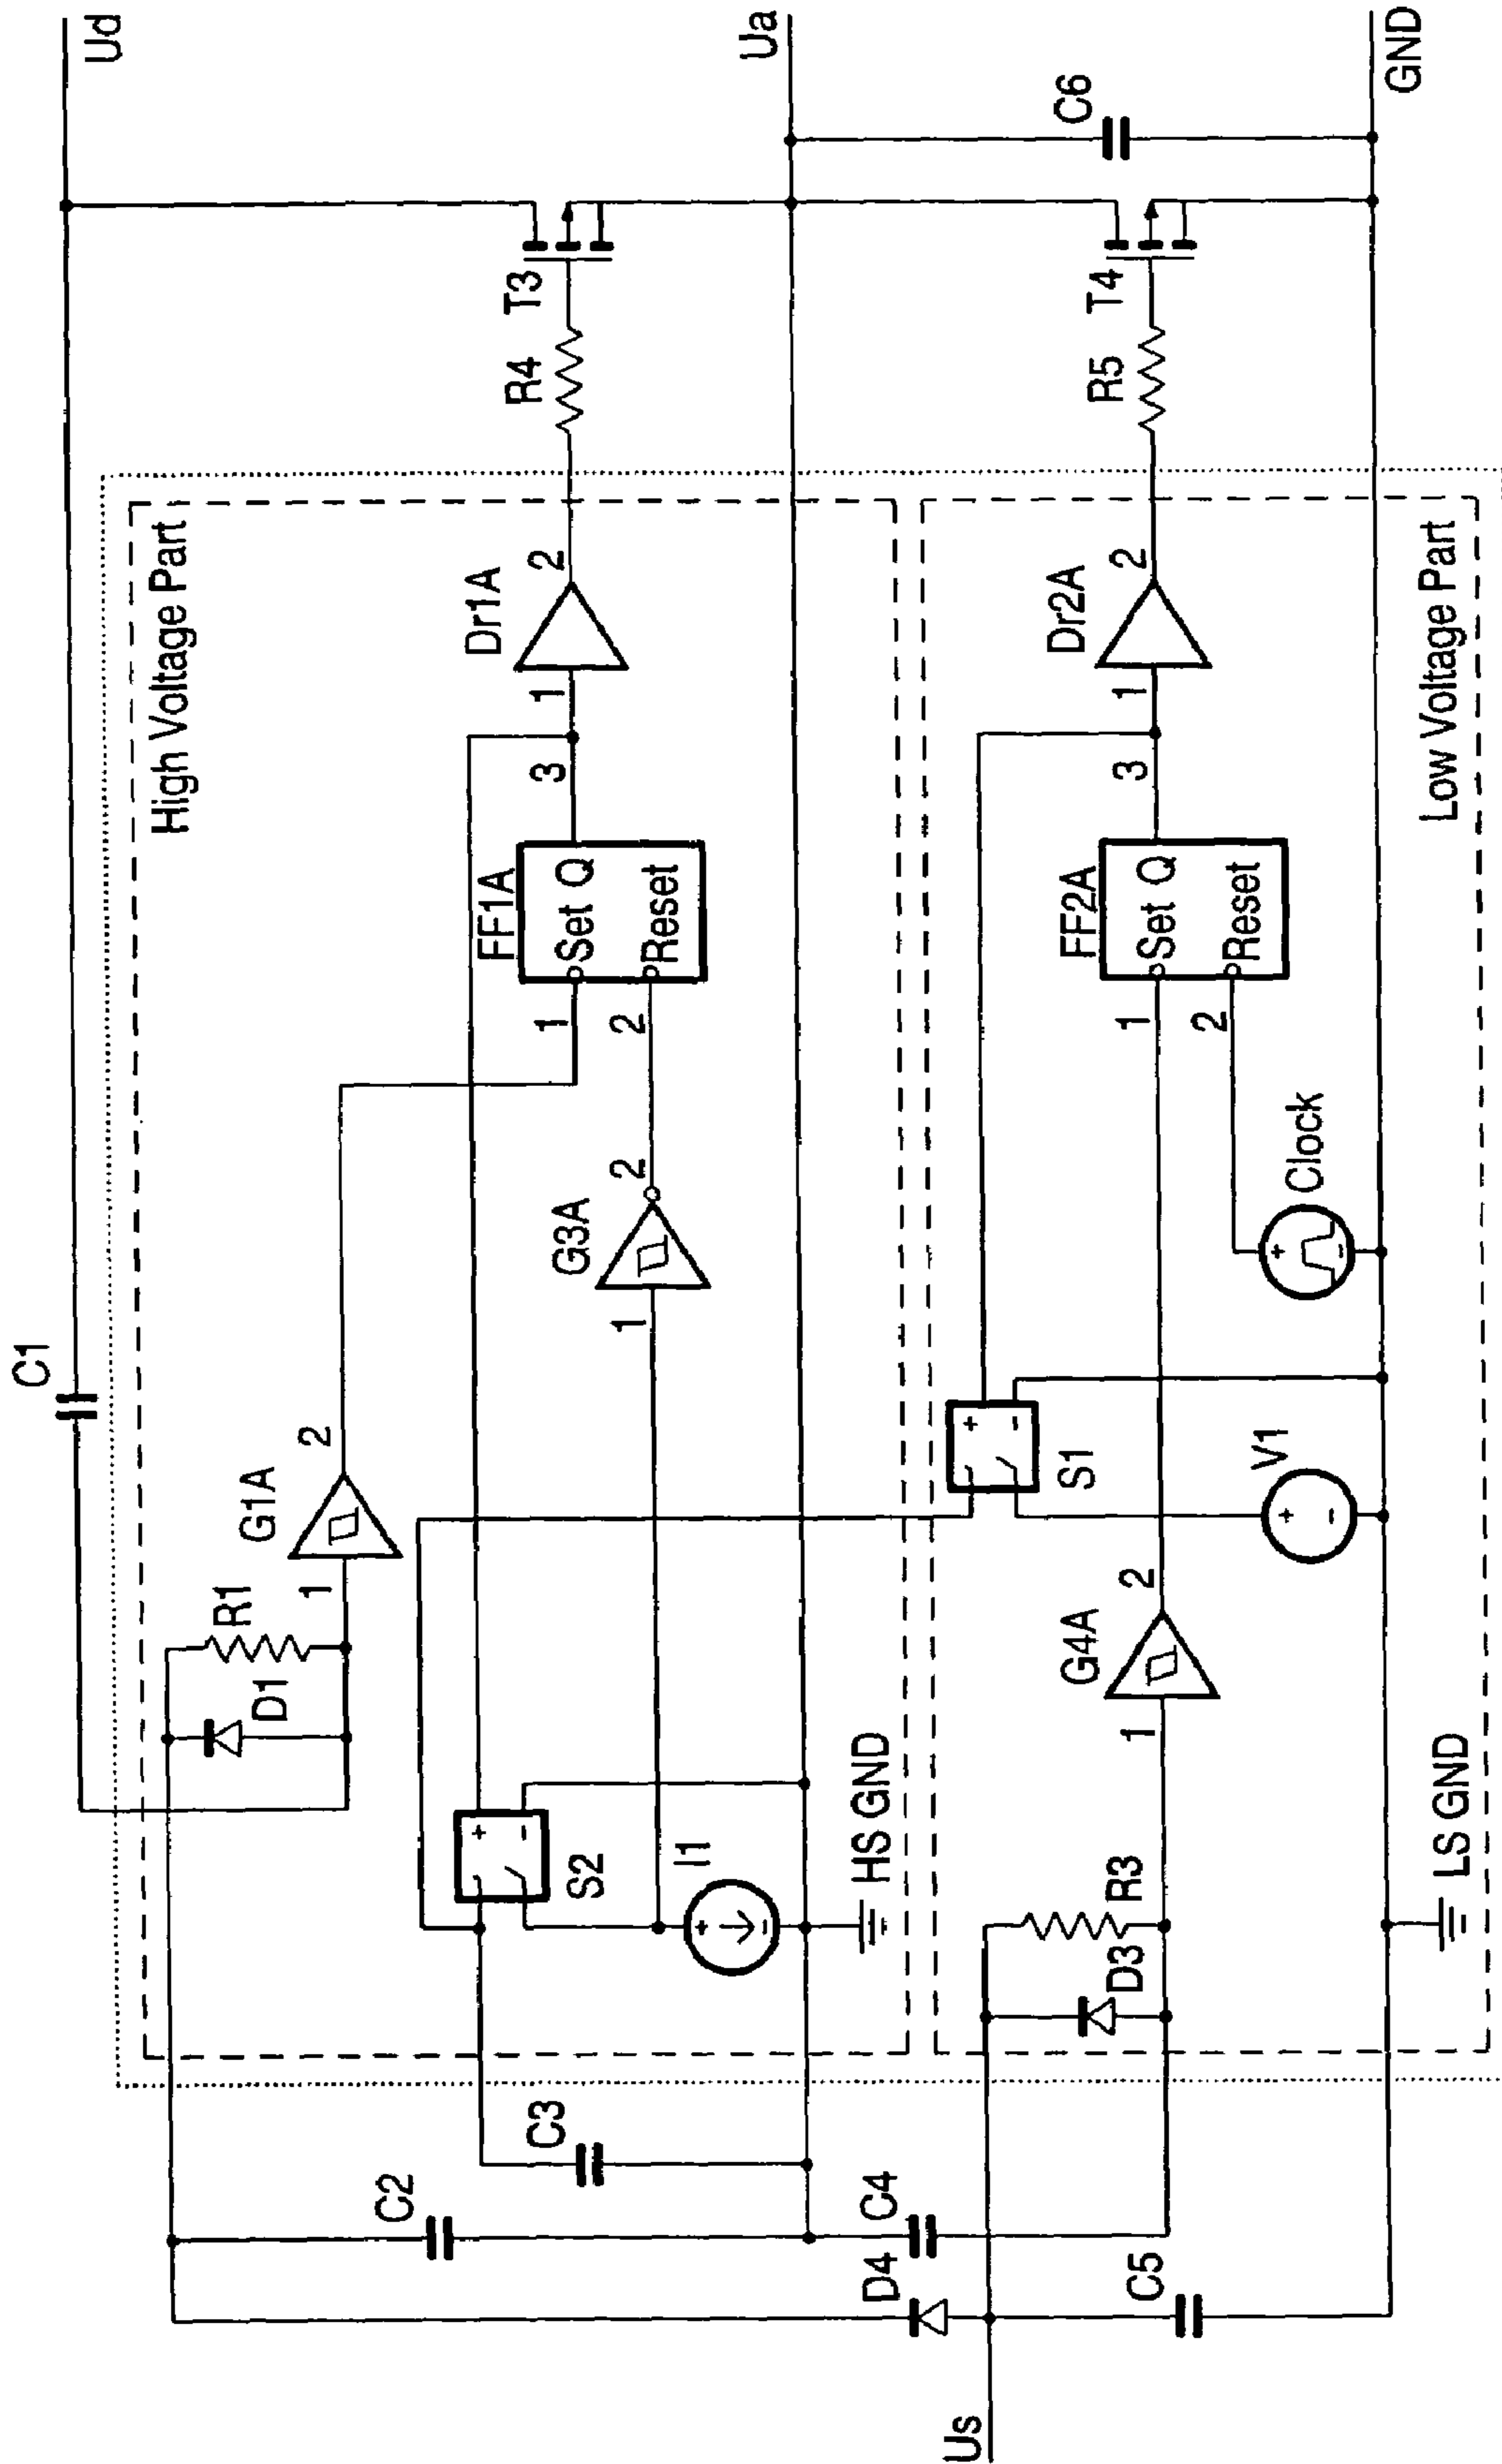 Ud
C1
High Voltage Part
R1
D1
1
G1A
2
FF1A
1
Set Q
2
Reset
3
Dr1A
1
2
R4
T3
+
-
S2
I1
+
-
1
G3A
2
HS GND
Ua
C2
C3
C4
D4
Us
C5
R3
D3
1
G4A
2
+
-
S1
V1
+
-
Clock
+
-
FF2A
1
Set Q
2
Reset
3
Dr2A
1
2
R5
T4
C6
LS GND
Low Voltage Part
GND